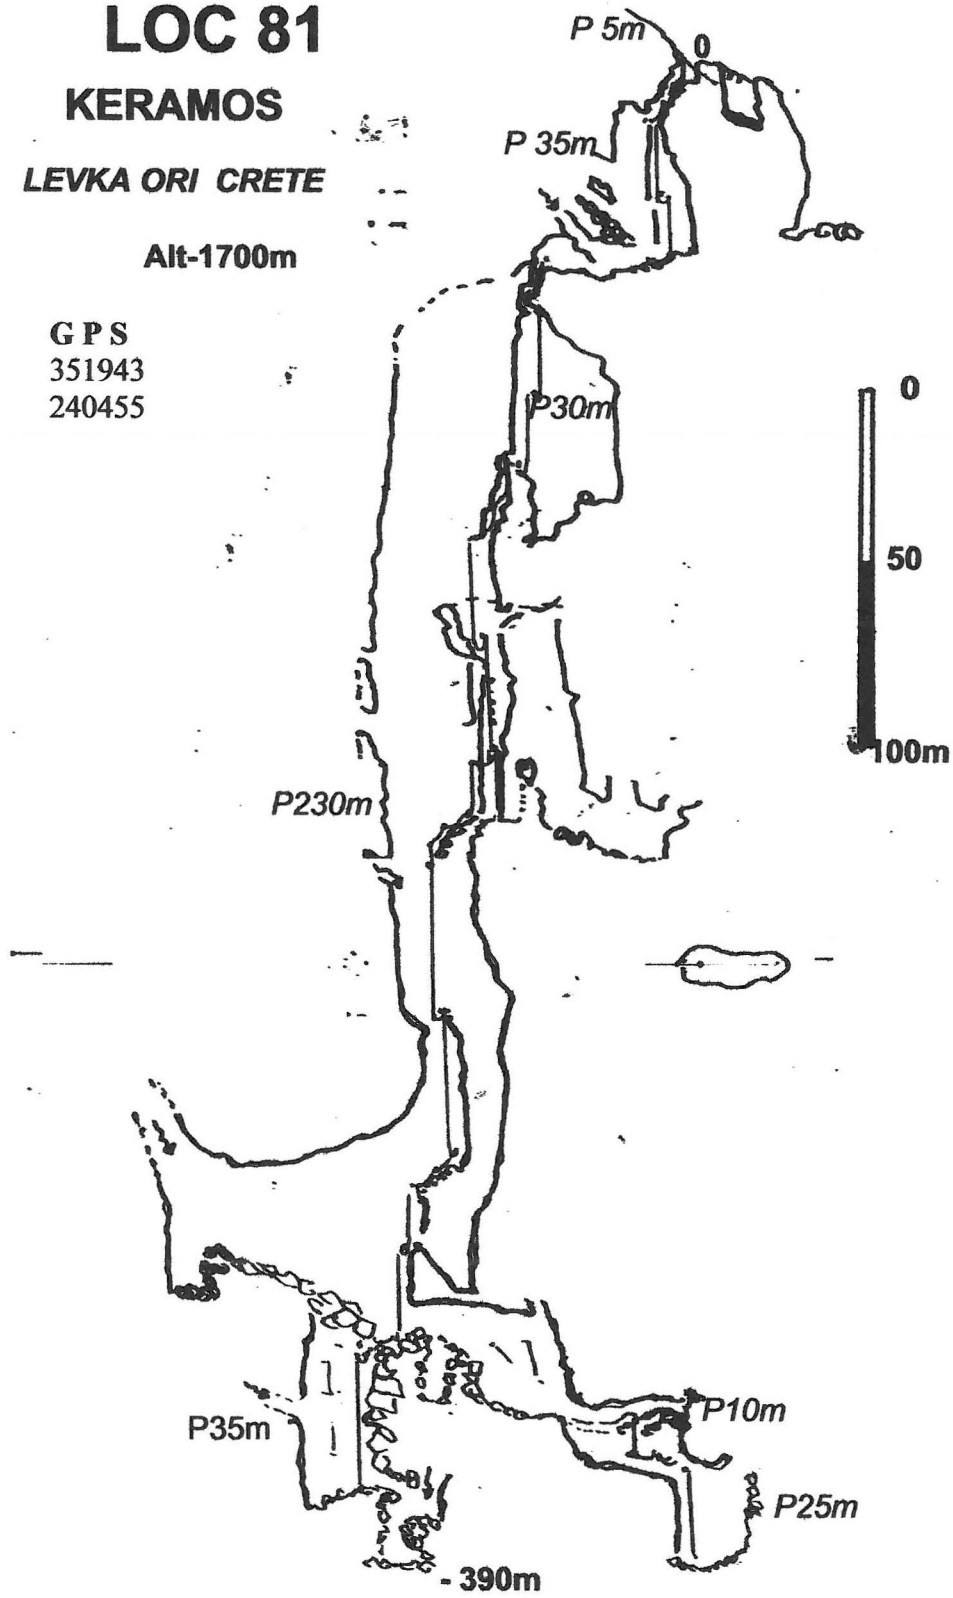 LOC 81
KERAMOS
LEVKA ORI CRETE
Alt-1700m
G P S
351943
240455
P 5m
0
P 35m
P30m
0
50
100m
P230m
P35m
P10m
P25m
- 390m